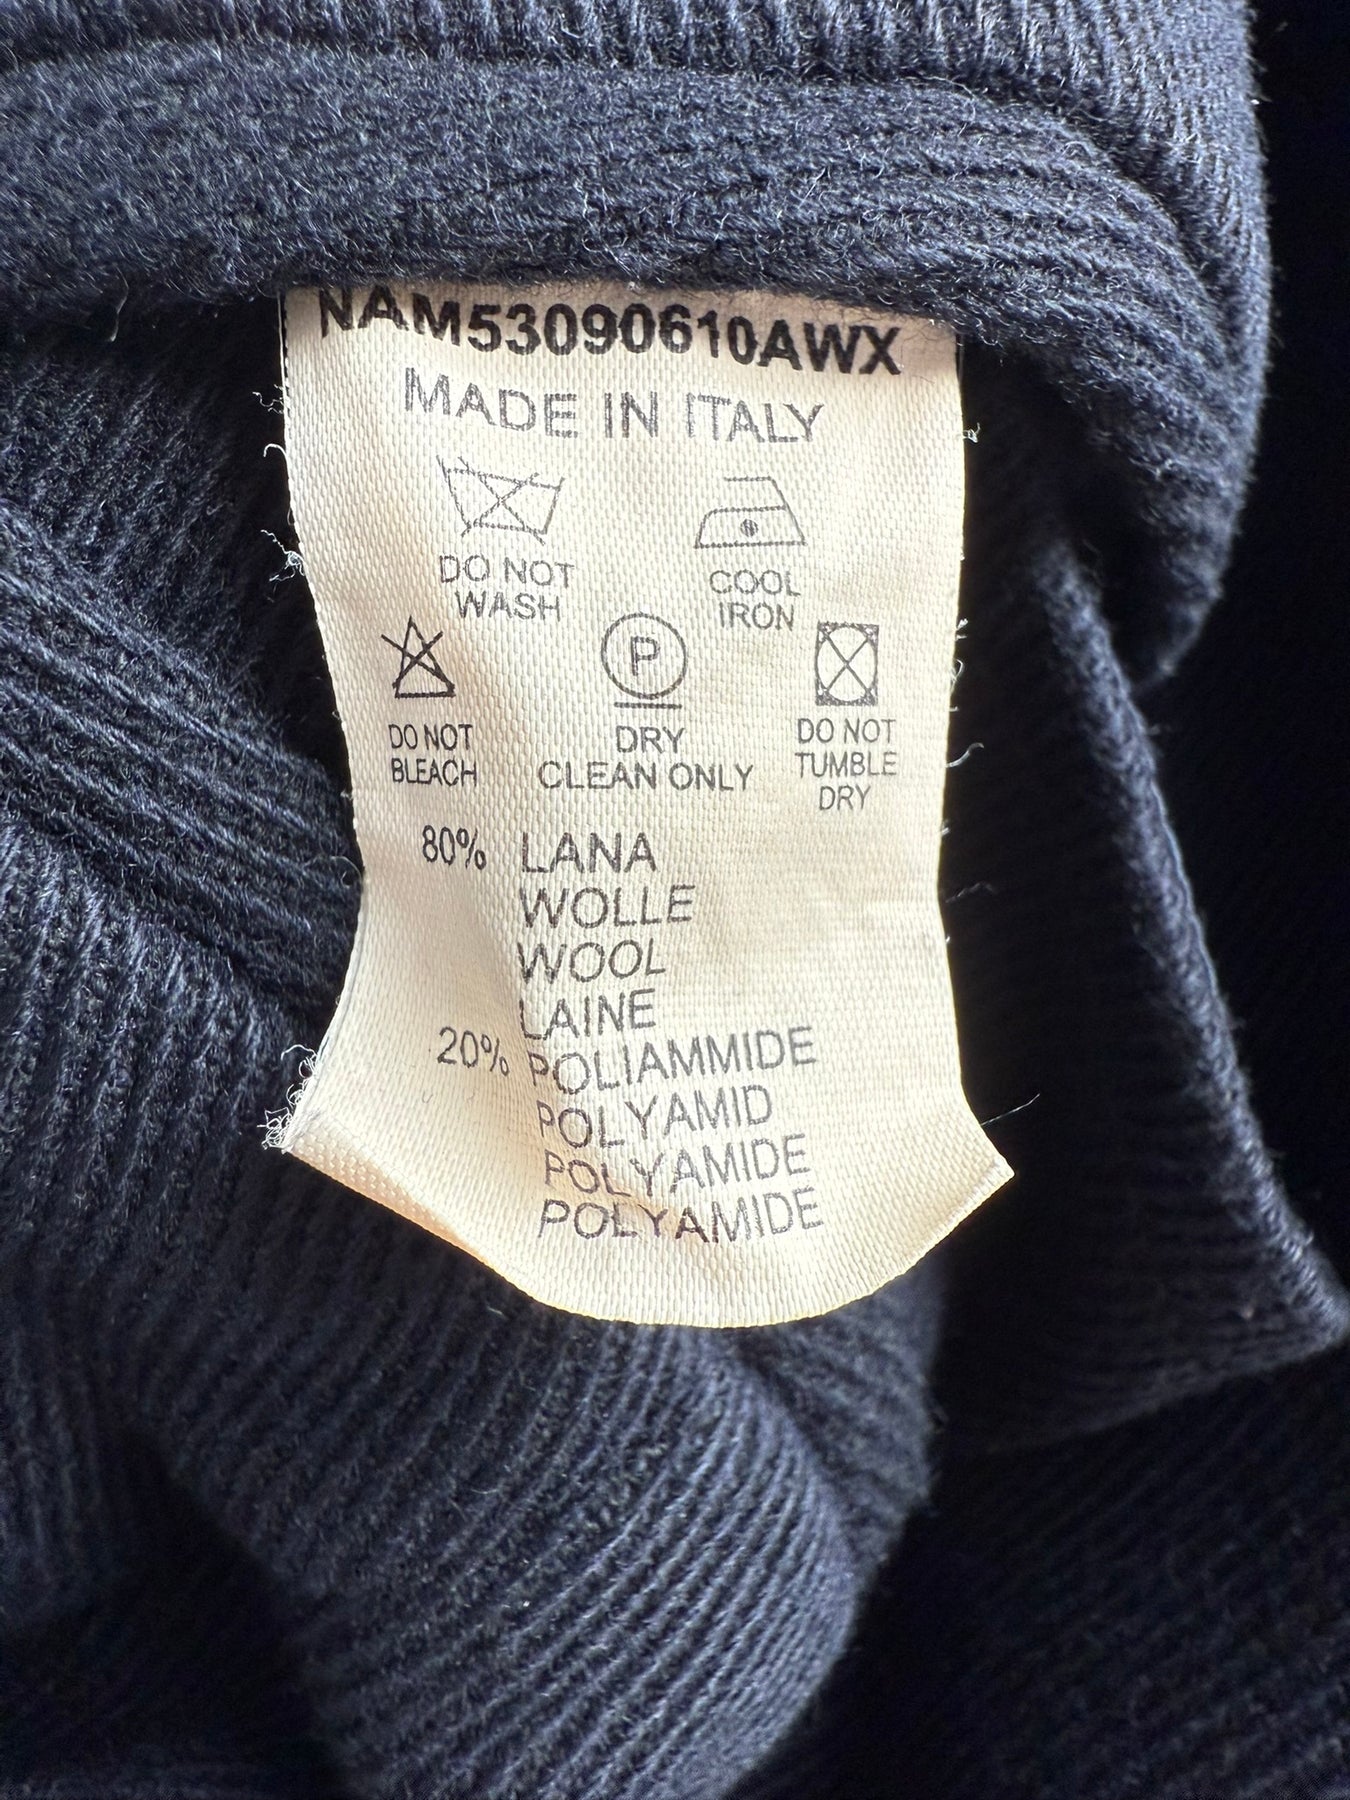 NAM53090610AWX
MADE IN ITALY
DO NOT
WASH
COOL
IRON
P
DO NOT
BLEACH
DRY
CLEAN ONLY
DO NOT
TUMBLE
DRY
80% LANA
WOLLE
WOOL
LAINE
20% POLIAMMIDE
POLYAMID
POLYAMIDE
POLYAMIDE